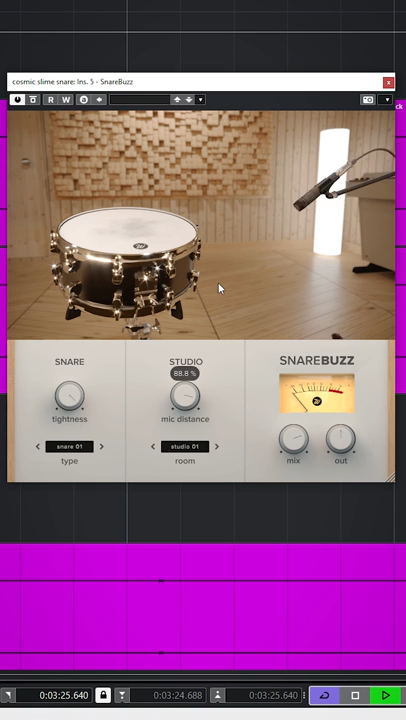 cosmic slime snare: Ins. 5 - SnareBuzz
x
R W
ck
SNARE
STUDIO
SNAREBUZZ
88.8 %
tightness
mic distance
snare 01
studio 01
mix
out
type
room
0:03:25.640
0:03:24.688
0:03:25.640